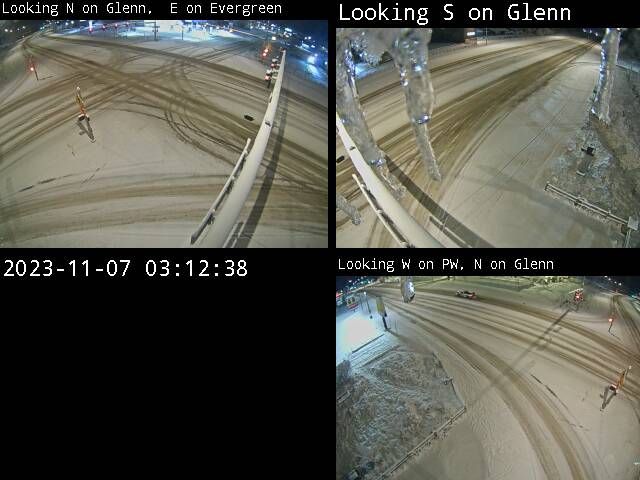 Looking N on Glenn, E on Evergreen
Looking S on Glenn
2023-11-07 03:12:38
Looking W on PW, N on Glenn